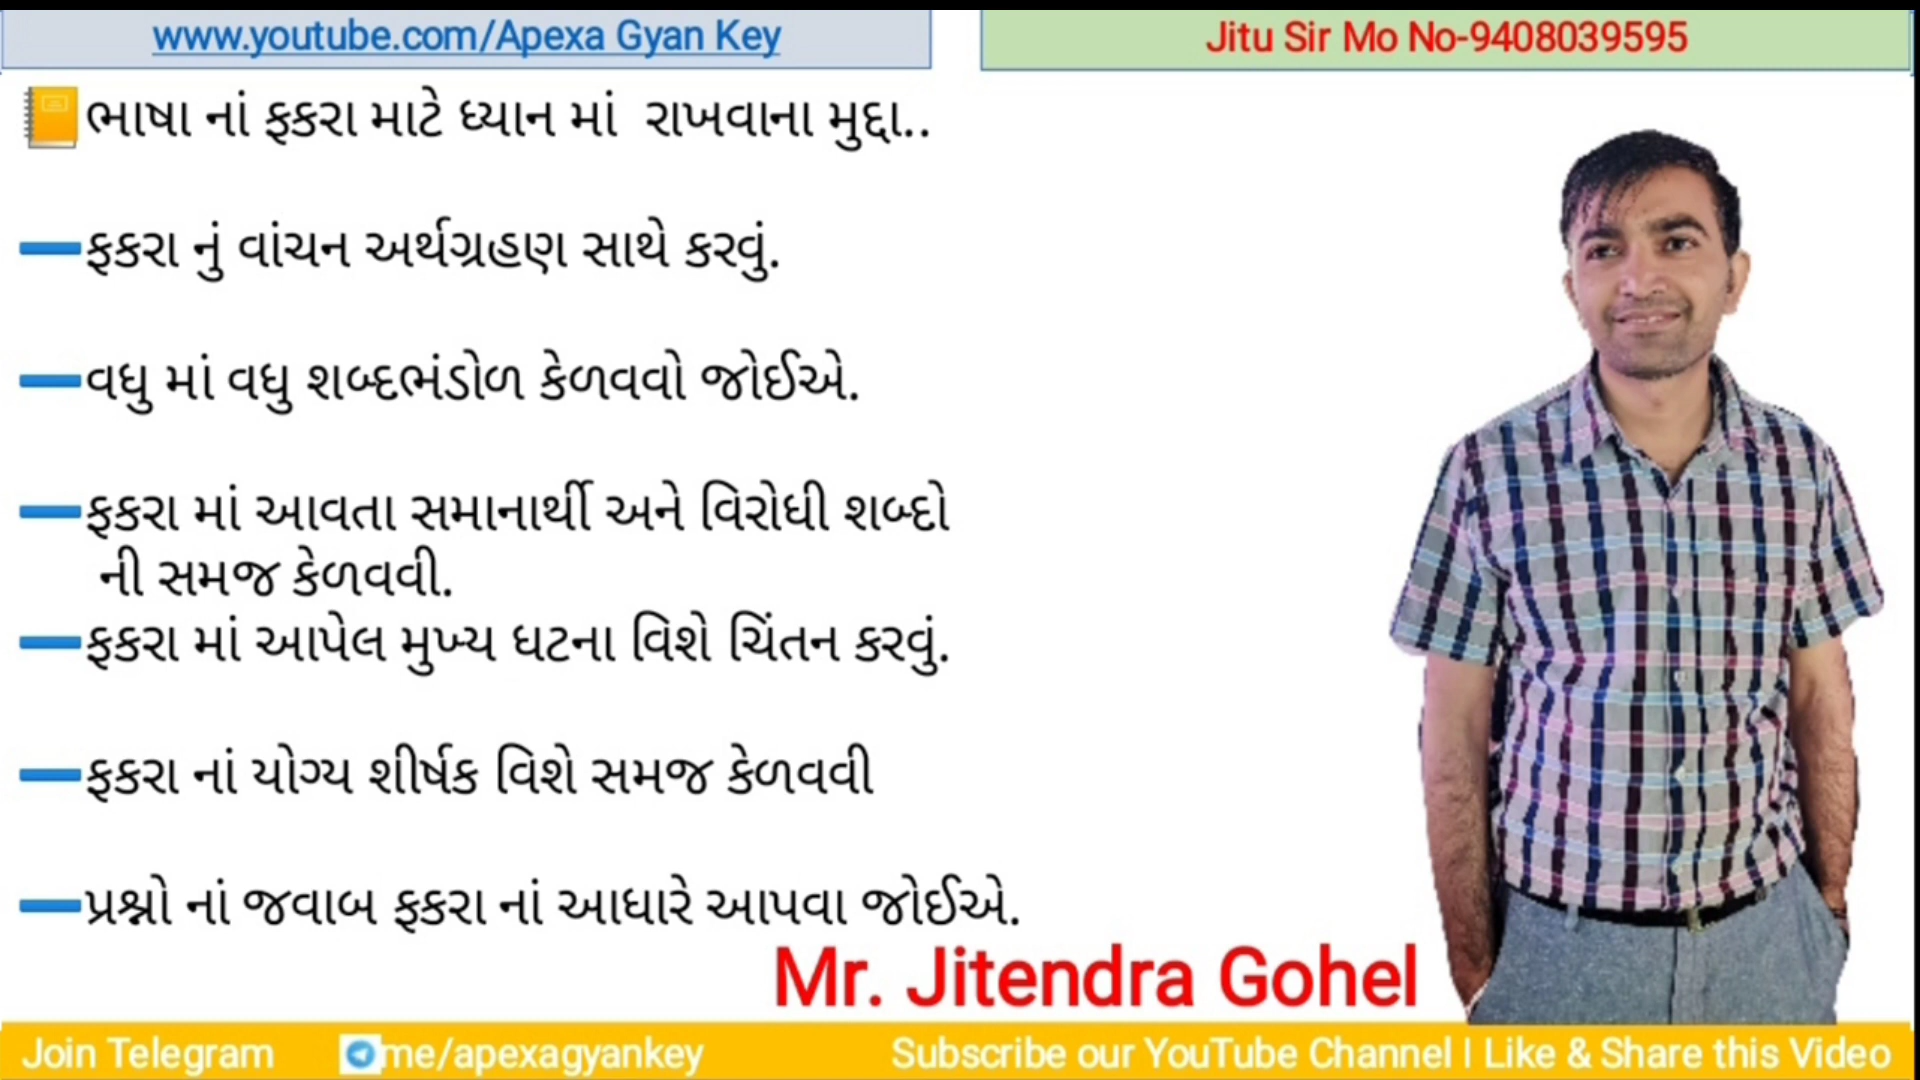 www.youtube.com/Apexa Gyan Key
Jitu Sir Mo No-9408039595
ભાષા નાં ફકરા માટે ધ્યાન માં રાખવાના મુદ્દા..
ફકરા નું વાંચન અર્થગ્રહણ સાથે કરવું.
વધુ માં વધુ શબ્દભંડોળ કેળવવો જોઈએ.
ફકરા માં આવતા સમાનાર્થી અને વિરોધી શબ્દો
ની સમજ કેળવવી.
ફકરા માં આપેલ મુખ્ય ઘટના વિશે ચિંતન કરવું.
ફકરા નાં યોગ્ય શીર્ષક વિશે સમજ કેળવવી
પ્રશ્નો નાં જવાબ ફકરા નાં આધારે આપવા જોઈએ.
Mr. Jitendra Gohel
Join Telegram me/apexagyankey Subscribe our YouTube Channel I Like & Share this Video